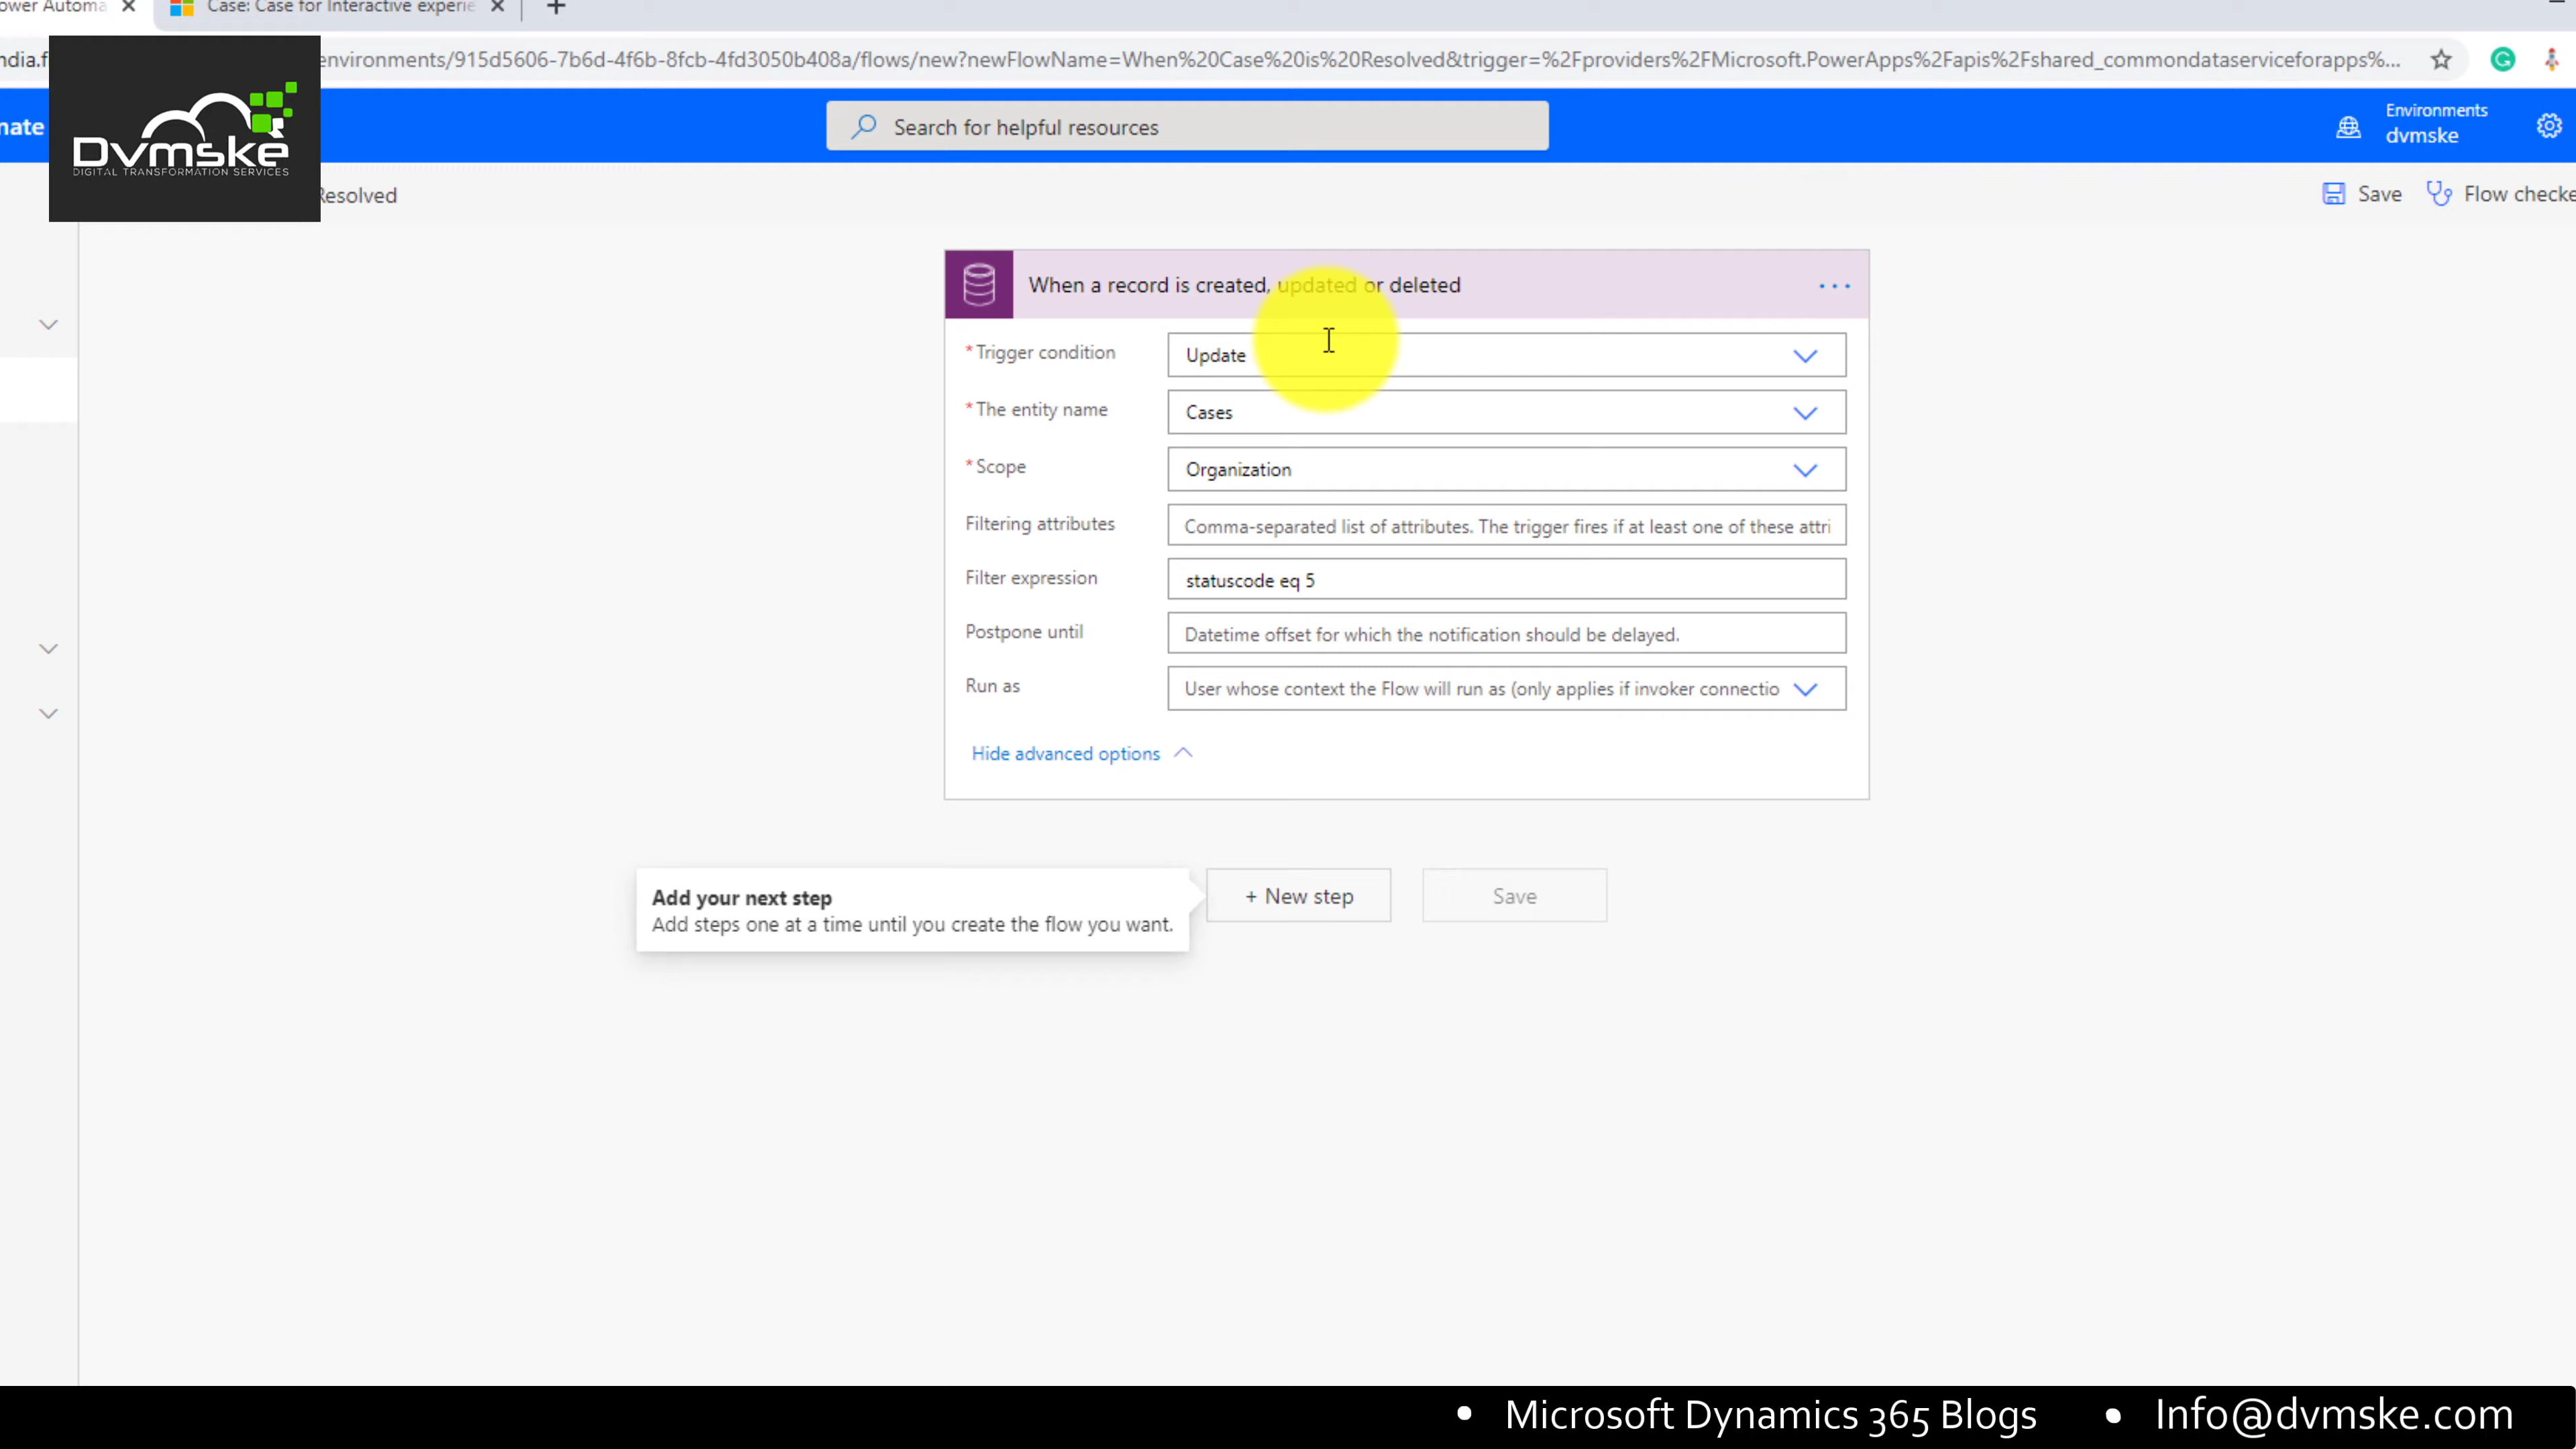 ower Automa
Case: Case for Interactive experie
ndia.f
environments/915d5606-7b6d-4f6b-8fcb-4fd3050b408a/flows/new?newFlowName=When%20Case%20is%20Resolved&trigger=%2Fproviders%2FMicrosoft.PowerApps%2Fapis%2Fshared_commondataserviceforapps%...
nate
Dvmske
DIGITAL TRANSFORMATION SERVICES
Search for helpful resources
Environments
dvmske
Resolved
Save
Flow checke
When a record is created, updated or deleted
*Trigger condition
Update
*The entity name
Cases
*Scope
Organization
Filtering attributes
Comma-separated list of attributes. The trigger fires if at least one of these attri
Filter expression
statuscode eq 5
Postpone until
Datetime offset for which the notification should be delayed.
Run as
User whose context the Flow will run as (only applies if invoker connectio
Hide advanced options
Add your next step
Add steps one at a time until you create the flow you want.
+ New step
Save
• Microsoft Dynamics 365 Blogs
• Info@dvmske.com